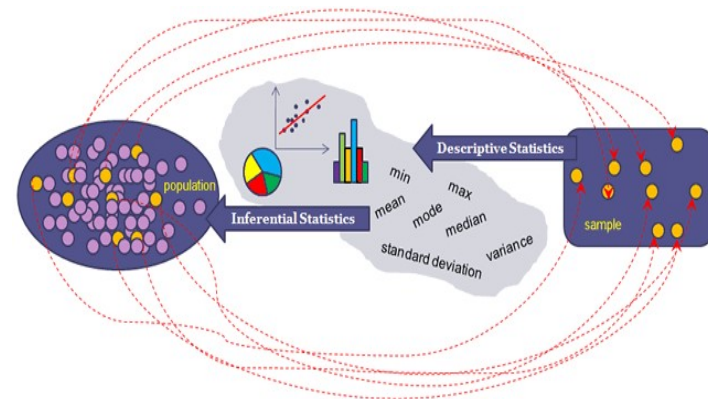 population
Descriptive Statistics
min
max
mean
mode
median
Inferential Statistics
standard deviation
variance
sample